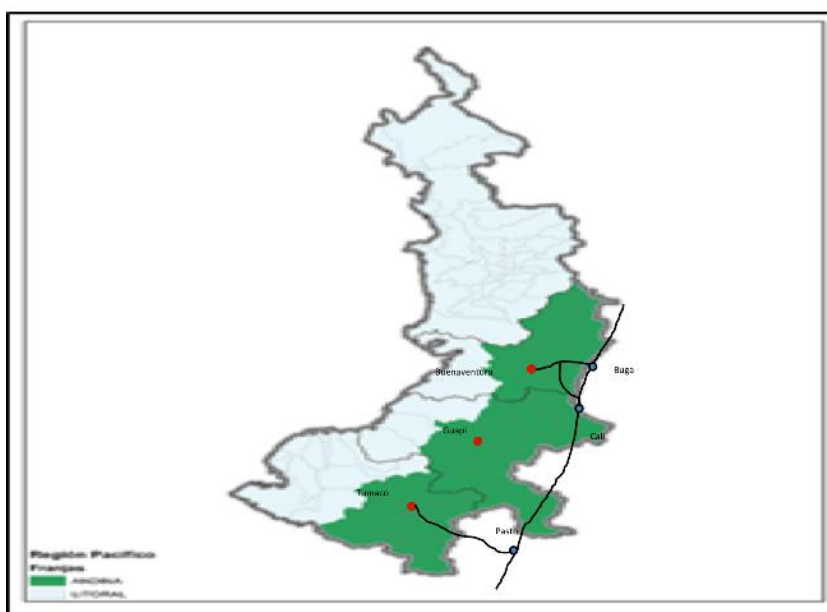 Buenaventura
Buga
Cali
Guapi
Tumaco
Pasto
Región Pacífico
Franjas
ANDINA
LITORAL